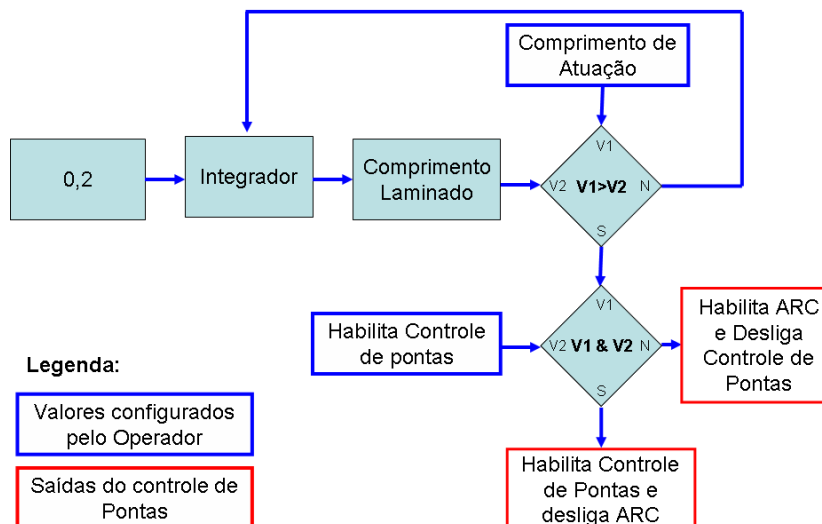 Comprimento de
Atuação
0,2
Integrador
Comprimento
Laminado
V1
V2 V1>V2 N
S
V1
Habilita Controle
de pontas
V2 V1 & V2 N
S
Habilita ARC
e Desliga
Controle de
Pontas
Legenda:
Valores configurados
pelo Operador
Saídas do controle de
Pontas
Habilita Controle
de Pontas e
desliga ARC